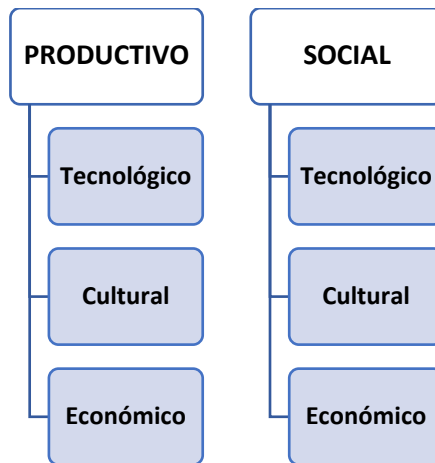 PRODUCTIVO
Tecnológico
Cultural
Económico
SOCIAL
Tecnológico
Cultural
Económico